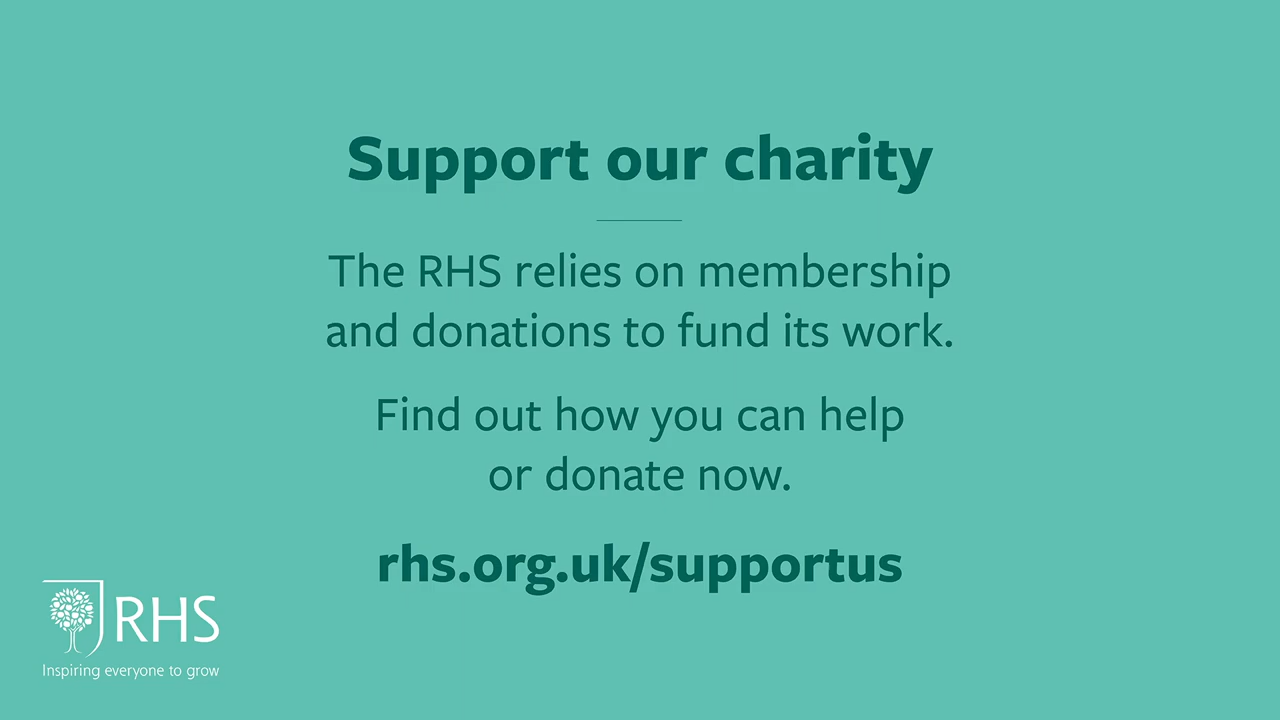 Support our charity
The RHS relies on membership
and donations to fund its work.
Find out how you can help
or donate now.
rhs.org.uk/supportus
RHS
Inspiring everyone to grow